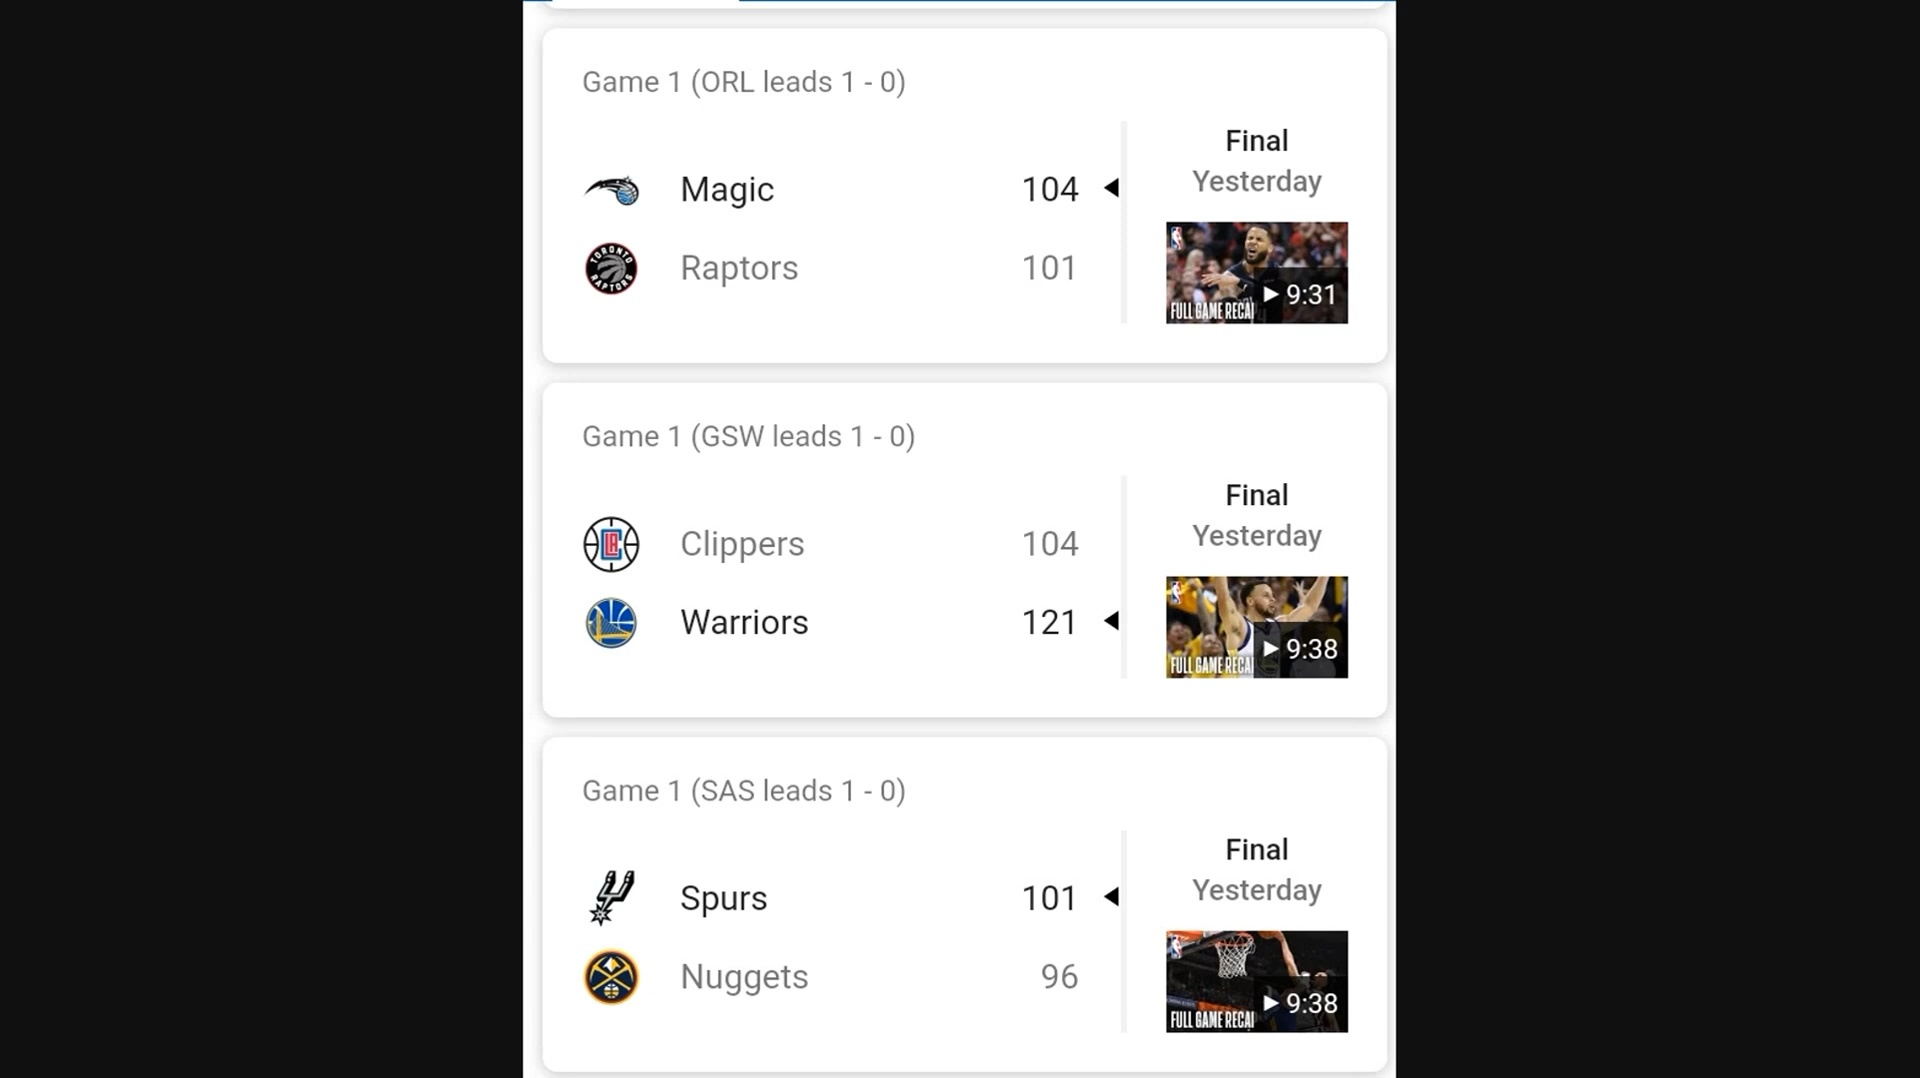 Game 1 (ORL leads 1 - 0)
Final
Yesterday
Magic 104
Raptors 101
TORONTO
RAPTORS
FULL GAME RECAP
9:31
Game 1 (GSW leads 1 - 0)
Final
Yesterday
Clippers 104
Warriors 121
FULL GAME RECAP
9:38
Game 1 (SAS leads 1 - 0)
Final
Yesterday
Spurs 101
Nuggets 96
FULL GAME RECAP
9:38